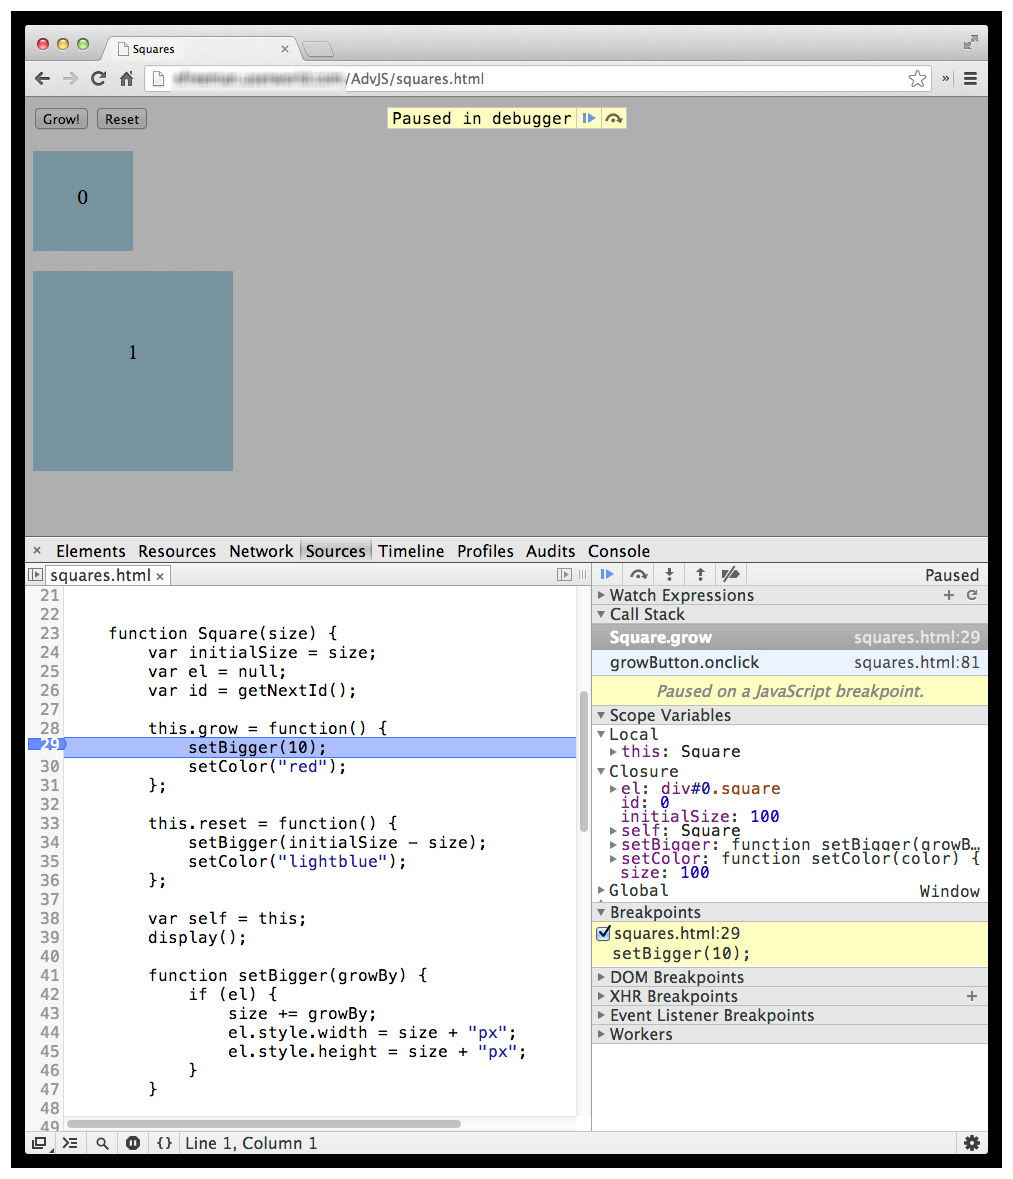 Squares
/AdvJS/squares.html
»
Grow! Reset
Paused in debugger
0
1
Elements Resources Network Sources Timeline Profiles Audits Console
squares.html
Paused
21
22
23 function Square(size) {
24 var initialSize = size;
25 var el = null;
26 var id = getNextId();
27
28 this.grow = function() {
29 setBigger(10);
30 setColor("red");
31 };
32
33 this.reset = function() {
34 setBigger(initialSize - size);
35 setColor("lightblue");
36 };
37
38 var self = this;
39 display();
40
41 function setBigger(growBy) {
42 if (el) {
43 size += growBy;
44 el.style.width = size + "px";
45 el.style.height = size + "px";
46 }
47 }
48
49
Watch Expressions
Call Stack
Square.grow squares.html:29
growButton.onclick squares.html:81
Paused on a JavaScript breakpoint.
Scope Variables
Local
this: Square
Closure
el: div#0.square
id: 0
initialSize: 100
self: Square
setBigger: function setBigger(growB…
setColor: function setColor(color) {
size: 100
Global Window
Breakpoints
squares.html:29
setBigger(10);
DOM Breakpoints
XHR Breakpoints
Event Listener Breakpoints
Workers
{} Line 1, Column 1